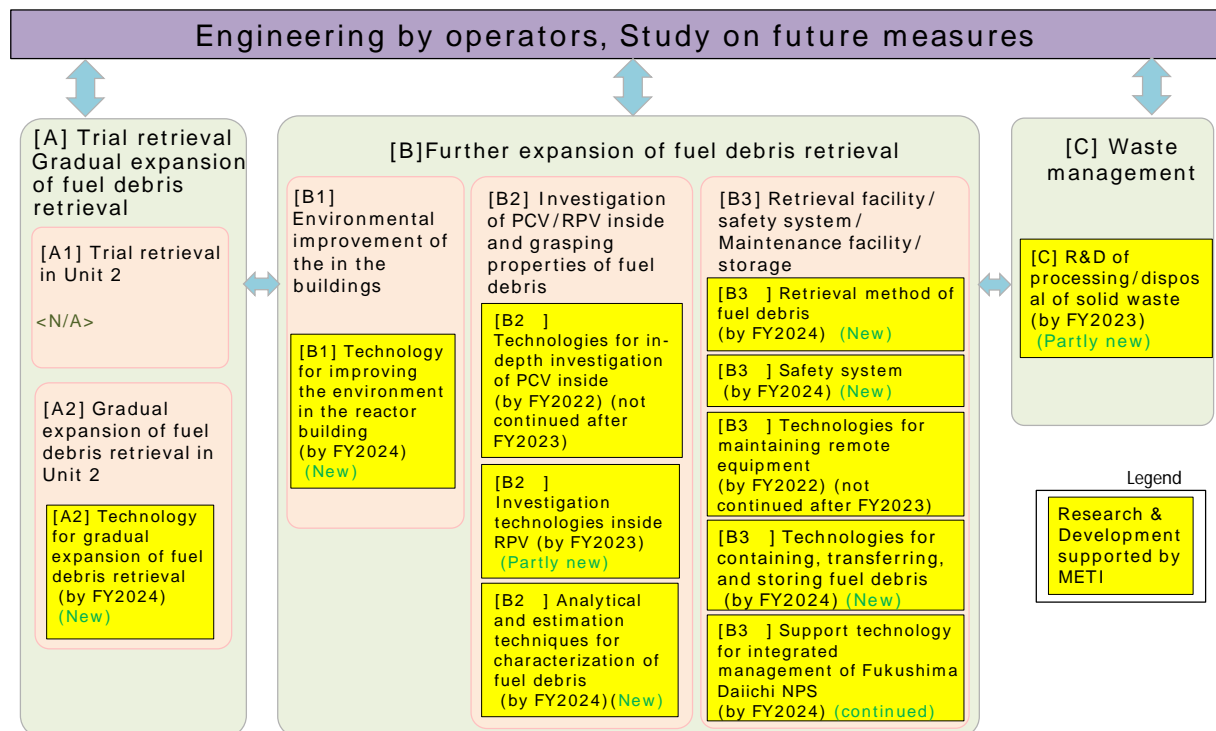 Engineering by operators, Study on future measures
[A] Trial retrieval
Gradual expansion
of fuel debris
retrieval
[A1] Trial retrieval
in Unit 2
<N/A>
[A2] Gradual
expansion of fuel
debris retrieval in
Unit 2
[A2] Technology
for gradual
expansion of fuel
debris retrieval
(by FY2024)
(New)
[B]Further expansion of fuel debris retrieval
[B1]
Environmental
improvement of
the in the
buildings
[B1] Technology
for improving
the environment
in the reactor
building
(by FY2024)
(New)
[B2] Investigation
of PCV/RPV inside
and grasping
properties of fuel
debris
[B2 ]
Technologies for in-
depth investigation
of PCV inside
(by FY2022) (not
continued after
FY2023)
[B2 ]
Investigation
technologies inside
RPV (by FY2023)
(Partly new)
[B2 ] Analytical
and estimation
techniques for
characterization of
fuel debris
(by FY2024)(New)
[B3] Retrieval facility/
safety system/
Maintenance facility/
storage
[B3 ] Retrieval method of
fuel debris
(by FY2024) (New)
[B3 ] Safety system
(by FY2024) (New)
[B3 ] Technologies for
maintaining remote
equipment
(by FY2022) (not
continued after FY2023)
[B3 ] Technologies for
containing, transferring,
and storing fuel debris
(by FY2024) (New)
[B3 ] Support technology
for integrated
management of Fukushima
Daiichi NPS
(by FY2024) (continued)
[C] Waste
management
[C] R&D of
processing/dispos
al of solid waste
(by FY2023)
(Partly new)
Legend
Research &
Development
supported by
METI